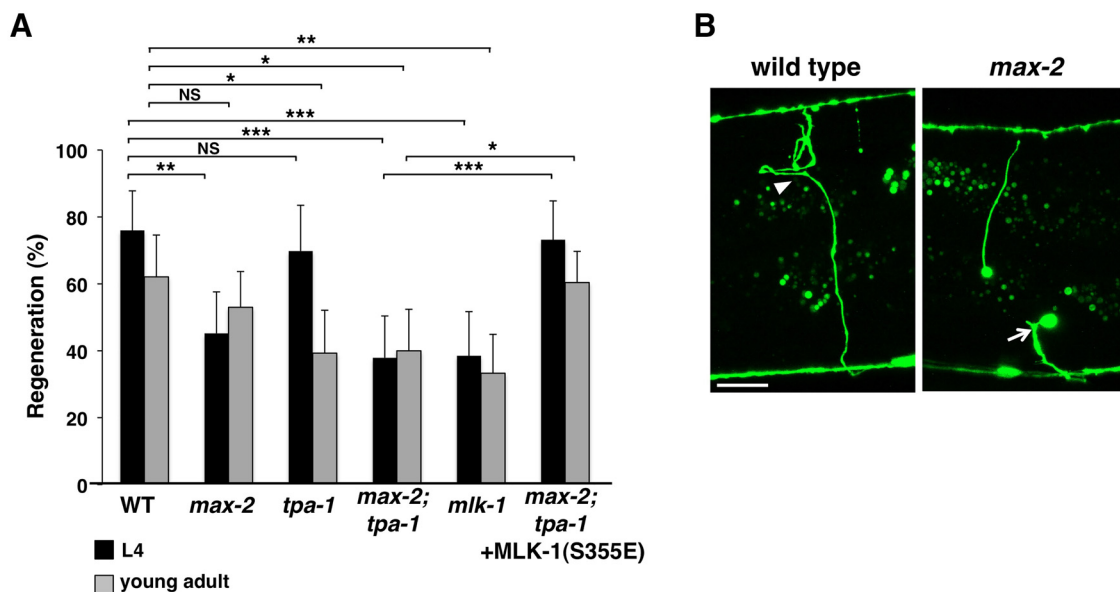 A
B
wild type
max-2
**
*
*
NS
***
***
NS
*
**
***
100
80
60
40
20
0
Regeneration (%)
WT
max-2
tpa-1
max-2;
tpa-1
mlk-1
max-2;
tpa-1
+MLK-1(S355E)
L4
young adult